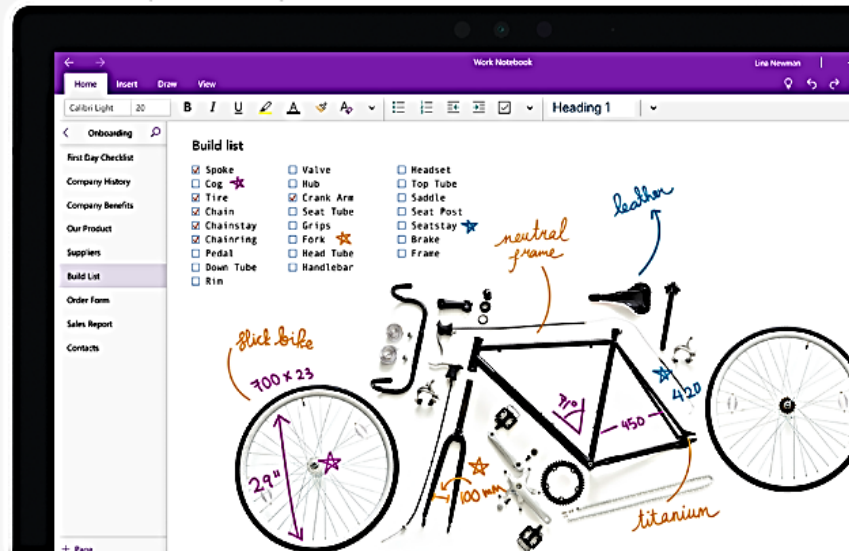 Work Notebook
Lina Newman
Home Insert Draw View
Calibri Light 20 B I U A A Heading 1
Onboarding
First Day Checklist
Company History
Company Benefits
Our Product
Suppliers
Build List
Order Form
Sales Report
Contacts
+ Page
Build list
Spoke
Cog
Tire
Chain
Chainstay
Chainring
Pedal
Down Tube
Rim
Valve
Hub
Crank Arm
Seat Tube
Grips
Fork
Head Tube
Handlebar
Headset
Top Tube
Saddle
Seat Post
Seatstay
Brake
Frame
leather
neutral
frame
slick bike
700 x 23
29"
71°
450
420
100 mm
titanium